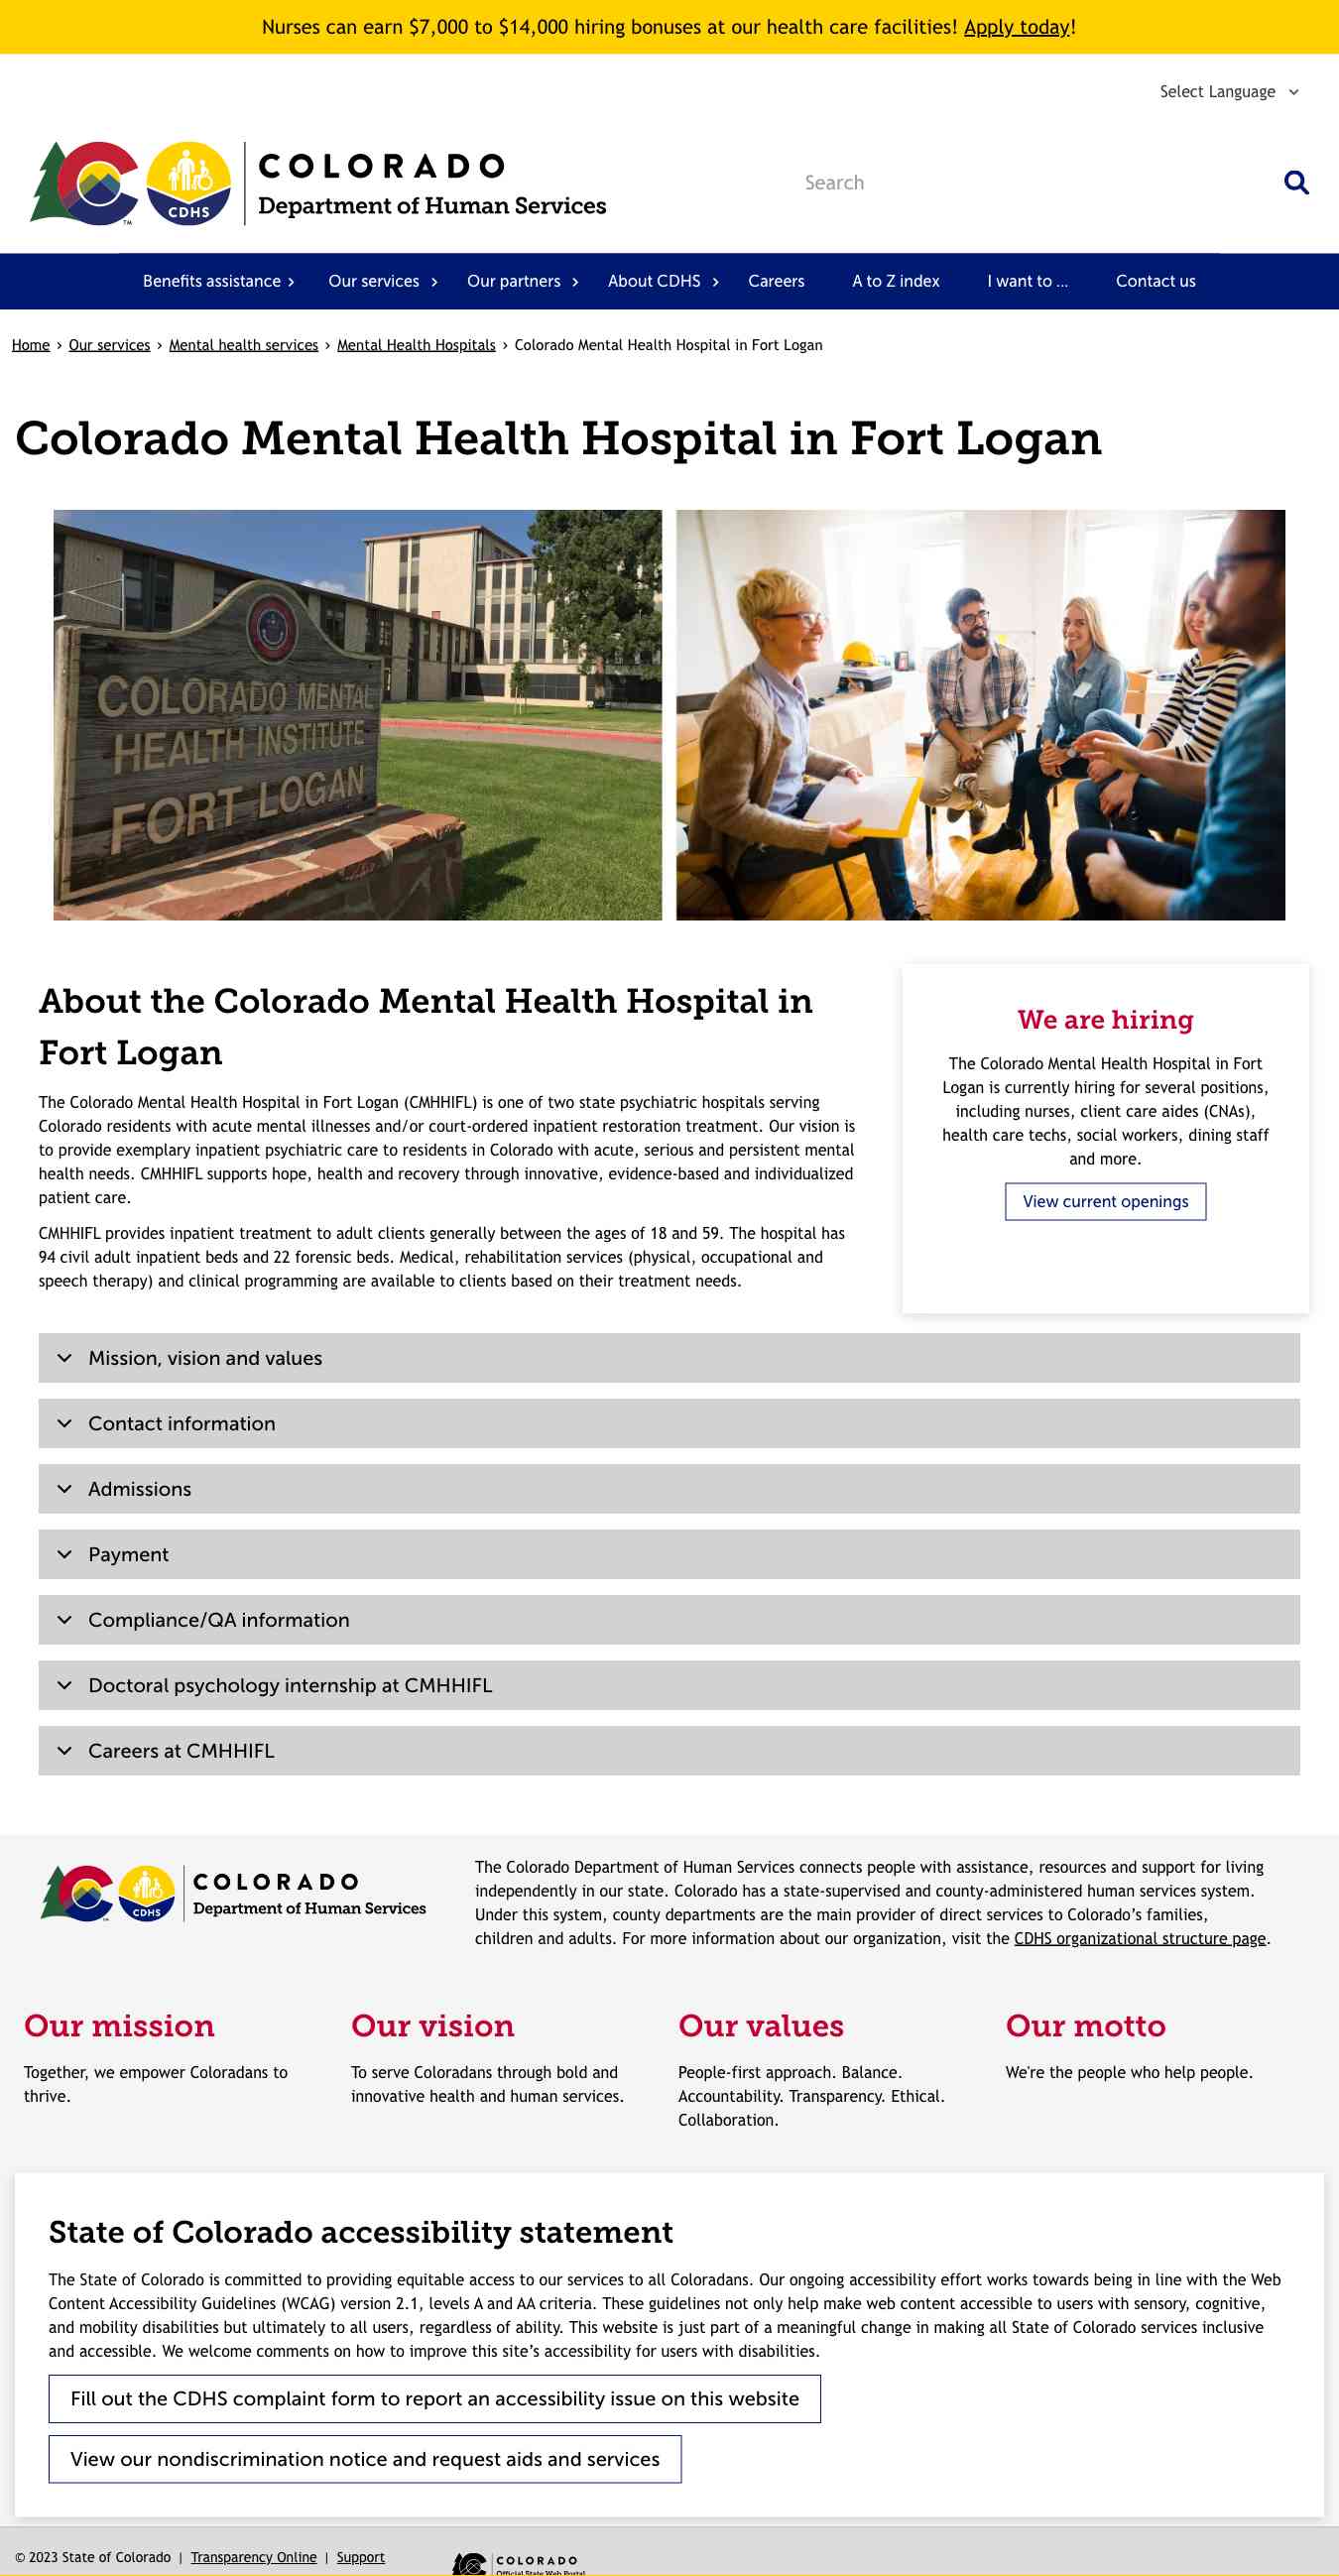 Nurses can earn $7,000 to $14,000 hiring bonuses at our health care facilities! Apply today!
Select Language
CDHS
TM
COLORADO
Department of Human Services
Search
Benefits assistance › Our services › Our partners › About CDHS › Careers A to Z index I want to ... Contact us
Home › Our services › Mental health services › Mental Health Hospitals › Colorado Mental Health Hospital in Fort Logan
Colorado Mental Health Hospital in Fort Logan
COLORADO MENTAL
HEALTH INSTITUTE
FORT LOGAN
About the Colorado Mental Health Hospital in
Fort Logan
The Colorado Mental Health Hospital in Fort Logan (CMHHIFL) is one of two state psychiatric hospitals serving
Colorado residents with acute mental illnesses and/or court-ordered inpatient restoration treatment. Our vision is
to provide exemplary inpatient psychiatric care to residents in Colorado with acute, serious and persistent mental
health needs. CMHHIFL supports hope, health and recovery through innovative, evidence-based and individualized
patient care.
CMHHIFL provides inpatient treatment to adult clients generally between the ages of 18 and 59. The hospital has
94 civil adult inpatient beds and 22 forensic beds. Medical, rehabilitation services (physical, occupational and
speech therapy) and clinical programming are available to clients based on their treatment needs.
We are hiring
The Colorado Mental Health Hospital in Fort
Logan is currently hiring for several positions,
including nurses, client care aides (CNAs),
health care techs, social workers, dining staff
and more.
View current openings
Mission, vision and values
Contact information
Admissions
Payment
Compliance/QA information
Doctoral psychology internship at CMHHIFL
Careers at CMHHIFL
CDHS
COLORADO
Department of Human Services
The Colorado Department of Human Services connects people with assistance, resources and support for living
independently in our state. Colorado has a state-supervised and county-administered human services system.
Under this system, county departments are the main provider of direct services to Colorado’s families,
children and adults. For more information about our organization, visit the CDHS organizational structure page.
Our mission
Together, we empower Coloradans to
thrive.
Our vision
To serve Coloradans through bold and
innovative health and human services.
Our values
People-first approach. Balance.
Accountability. Transparency. Ethical.
Collaboration.
Our motto
We're the people who help people.
State of Colorado accessibility statement
The State of Colorado is committed to providing equitable access to our services to all Coloradans. Our ongoing accessibility effort works towards being in line with the Web
Content Accessibility Guidelines (WCAG) version 2.1, levels A and AA criteria. These guidelines not only help make web content accessible to users with sensory, cognitive,
and mobility disabilities but ultimately to all users, regardless of ability. This website is just part of a meaningful change in making all State of Colorado services inclusive
and accessible. We welcome comments on how to improve this site’s accessibility for users with disabilities.
Fill out the CDHS complaint form to report an accessibility issue on this website
View our nondiscrimination notice and request aids and services
© 2023 State of Colorado | Transparency Online | Support
COLORADO
Official State Web Portal